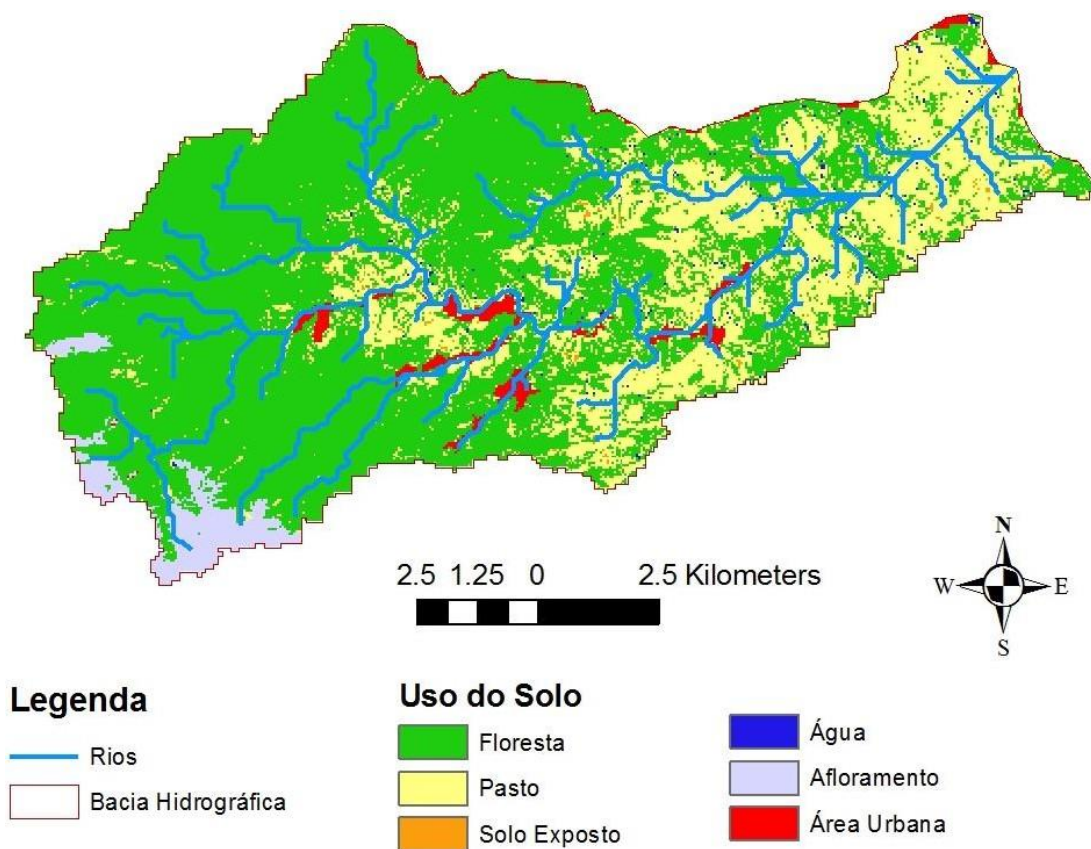 N
W E
S
2.5 1.25 0 2.5 Kilometers
Legenda
Rios
Bacia Hidrográfica
Uso do Solo
Floresta
Pasto
Solo Exposto
Água
Afloramento
Área Urbana